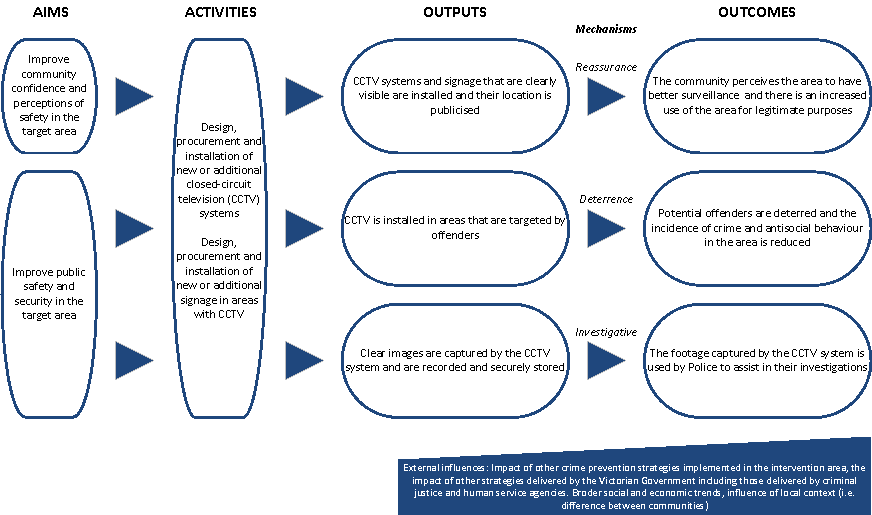 AIMS
ACTIVITIES
OUTPUTS
OUTCOMES
Mechanisms
Improve
community
confidence and
perceptions of
safety in the
target area
Improve public
safety and
security in the
target area
Design,
procurement and
installation of
new or additional
closed-circuit
television (CCTV)
systems
Design,
procurement and
installation of
new or additional
signage in areas
with CCTV
CCTV systems and signage that are clearly
visible are installed and their location is
publicised
Reassurance
The community perceives the area to have
better surveillance and there is an increased
use of the area for legitimate purposes
CCTV is installed in areas that are targeted by
offenders
Deterrence
Potential offenders are deterred and the
incidence of crime and antisocial behaviour
in the area is reduced
Clear images are captured by the CCTV
system and are recorded and securely stored
Investigative
The footage captured by the CCTV system is
used by Police to assist in their investigations
External influences: Impact of other crime prevention strategies implemented in the intervention area, the
impact of other strategies delivered by the Victorian Government including those delivered by criminal
justice and human service agencies. Broder social and economic trends, influence of local context (i.e.
difference between communities)